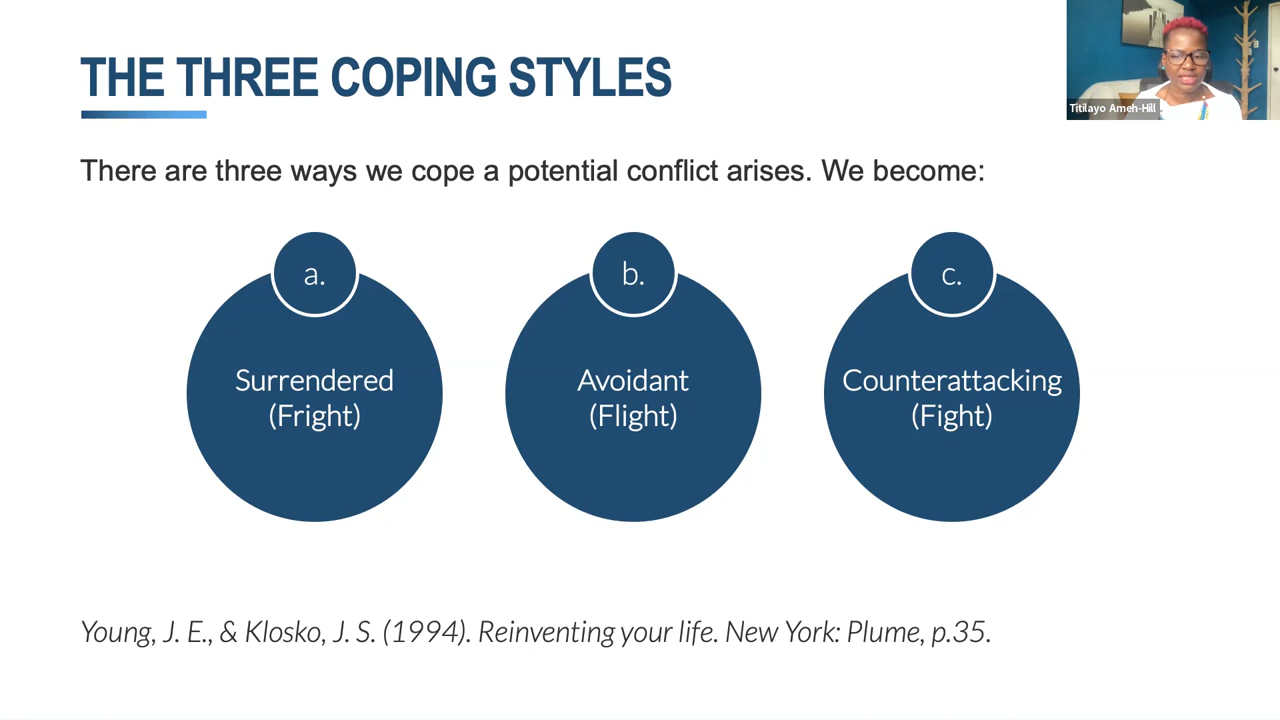 THE THREE COPING STYLES
Titilayo Ameh-Hill
There are three ways we cope a potential conflict arises. We become:
a.
Surrendered
(Fright)
b.
Avoidant
(Flight)
c.
Counterattacking
(Fight)
Young, J. E., & Klosko, J. S. (1994). Reinventing your life. New York: Plume, p.35.